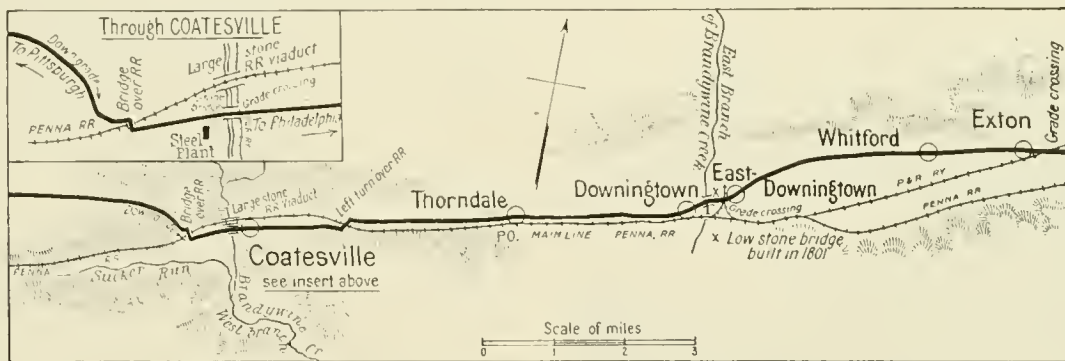 Through COATESVILLE
To Pittsburgh
Downgrade
Bridge
over RR
Large
Stone
RR viaduct
Grade crossing
PENNA RR
Steel
Plant
To Philadelphia
Bridge
over RR
Large stone
RR viaduct
Left turn over RR
Coatesville
see insert above
PENNA
Sucker Run
Brandywine
West Branch
Cr.
Thorndale
P.O.
MAIN LINE PENNA, RR
East Branch
of Brandywine Creek
Downingtown
East-
Downingtown
Grade crossing
x Low stone bridge
built in 1801
Whitford
Exton
Grade crossing
P&R RY
PENNA RR
Scale of miles
0 1 2 3